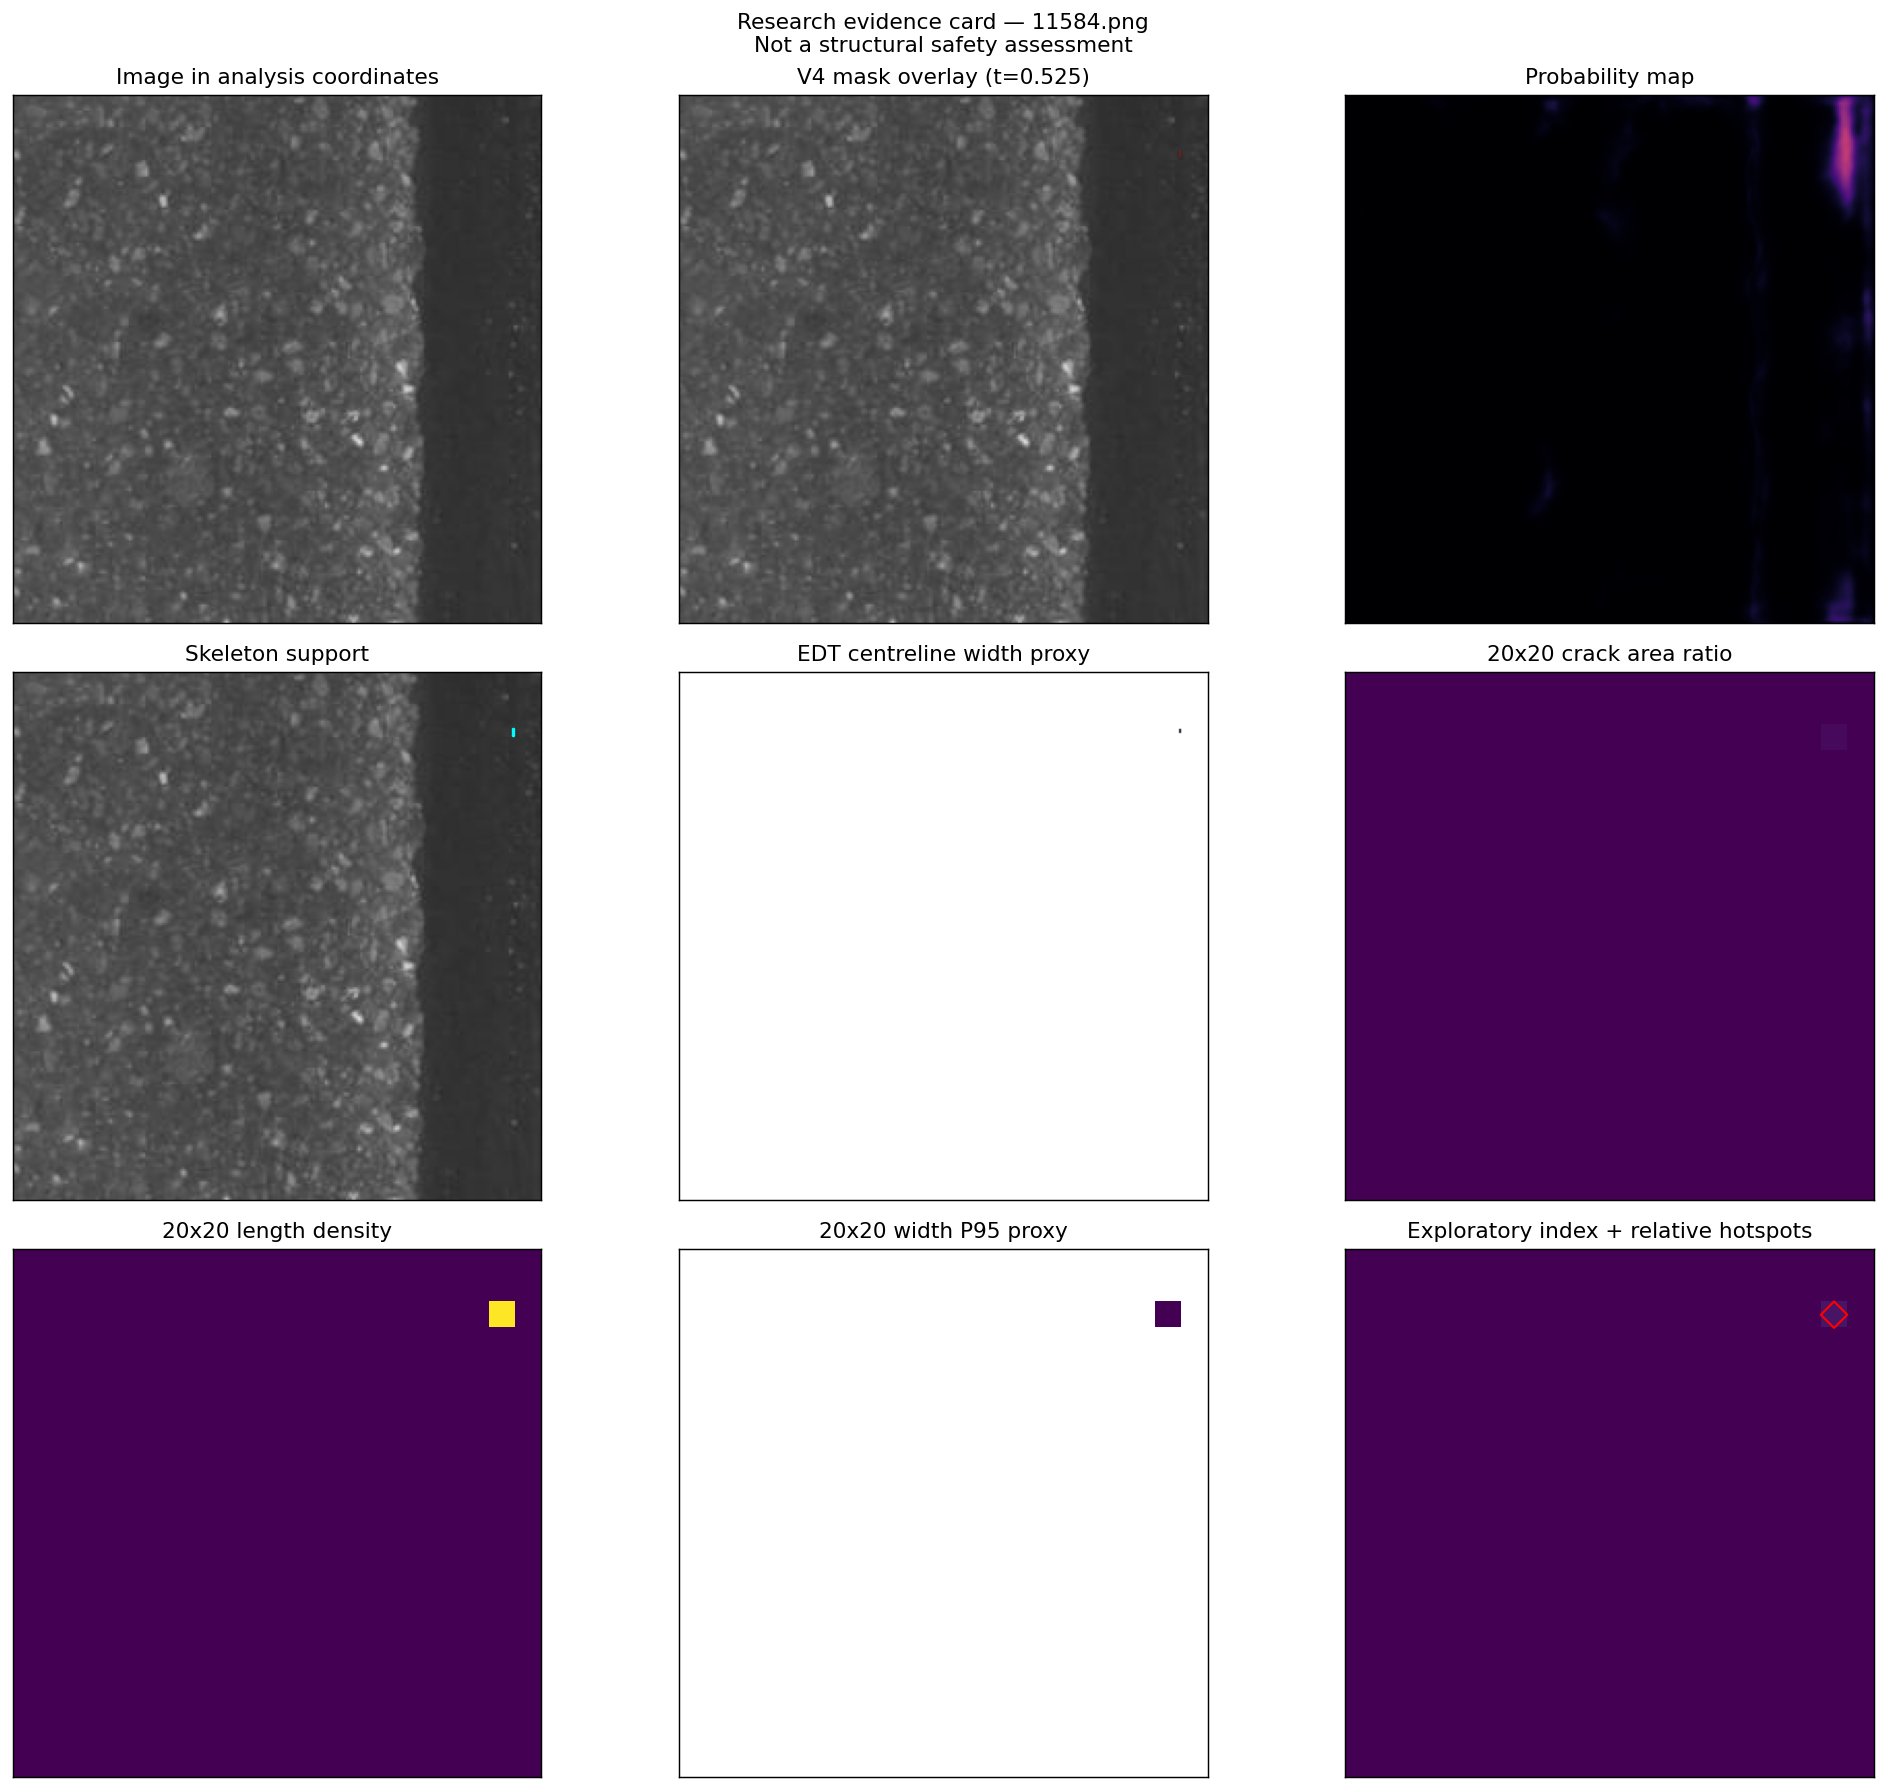 Research evidence card — 11584.png
Not a structural safety assessment
Image in analysis coordinates
V4 mask overlay (t=0.525)
Probability map
Skeleton support
EDT centreline width proxy
20x20 crack area ratio
20x20 length density
20x20 width P95 proxy
Exploratory index + relative hotspots